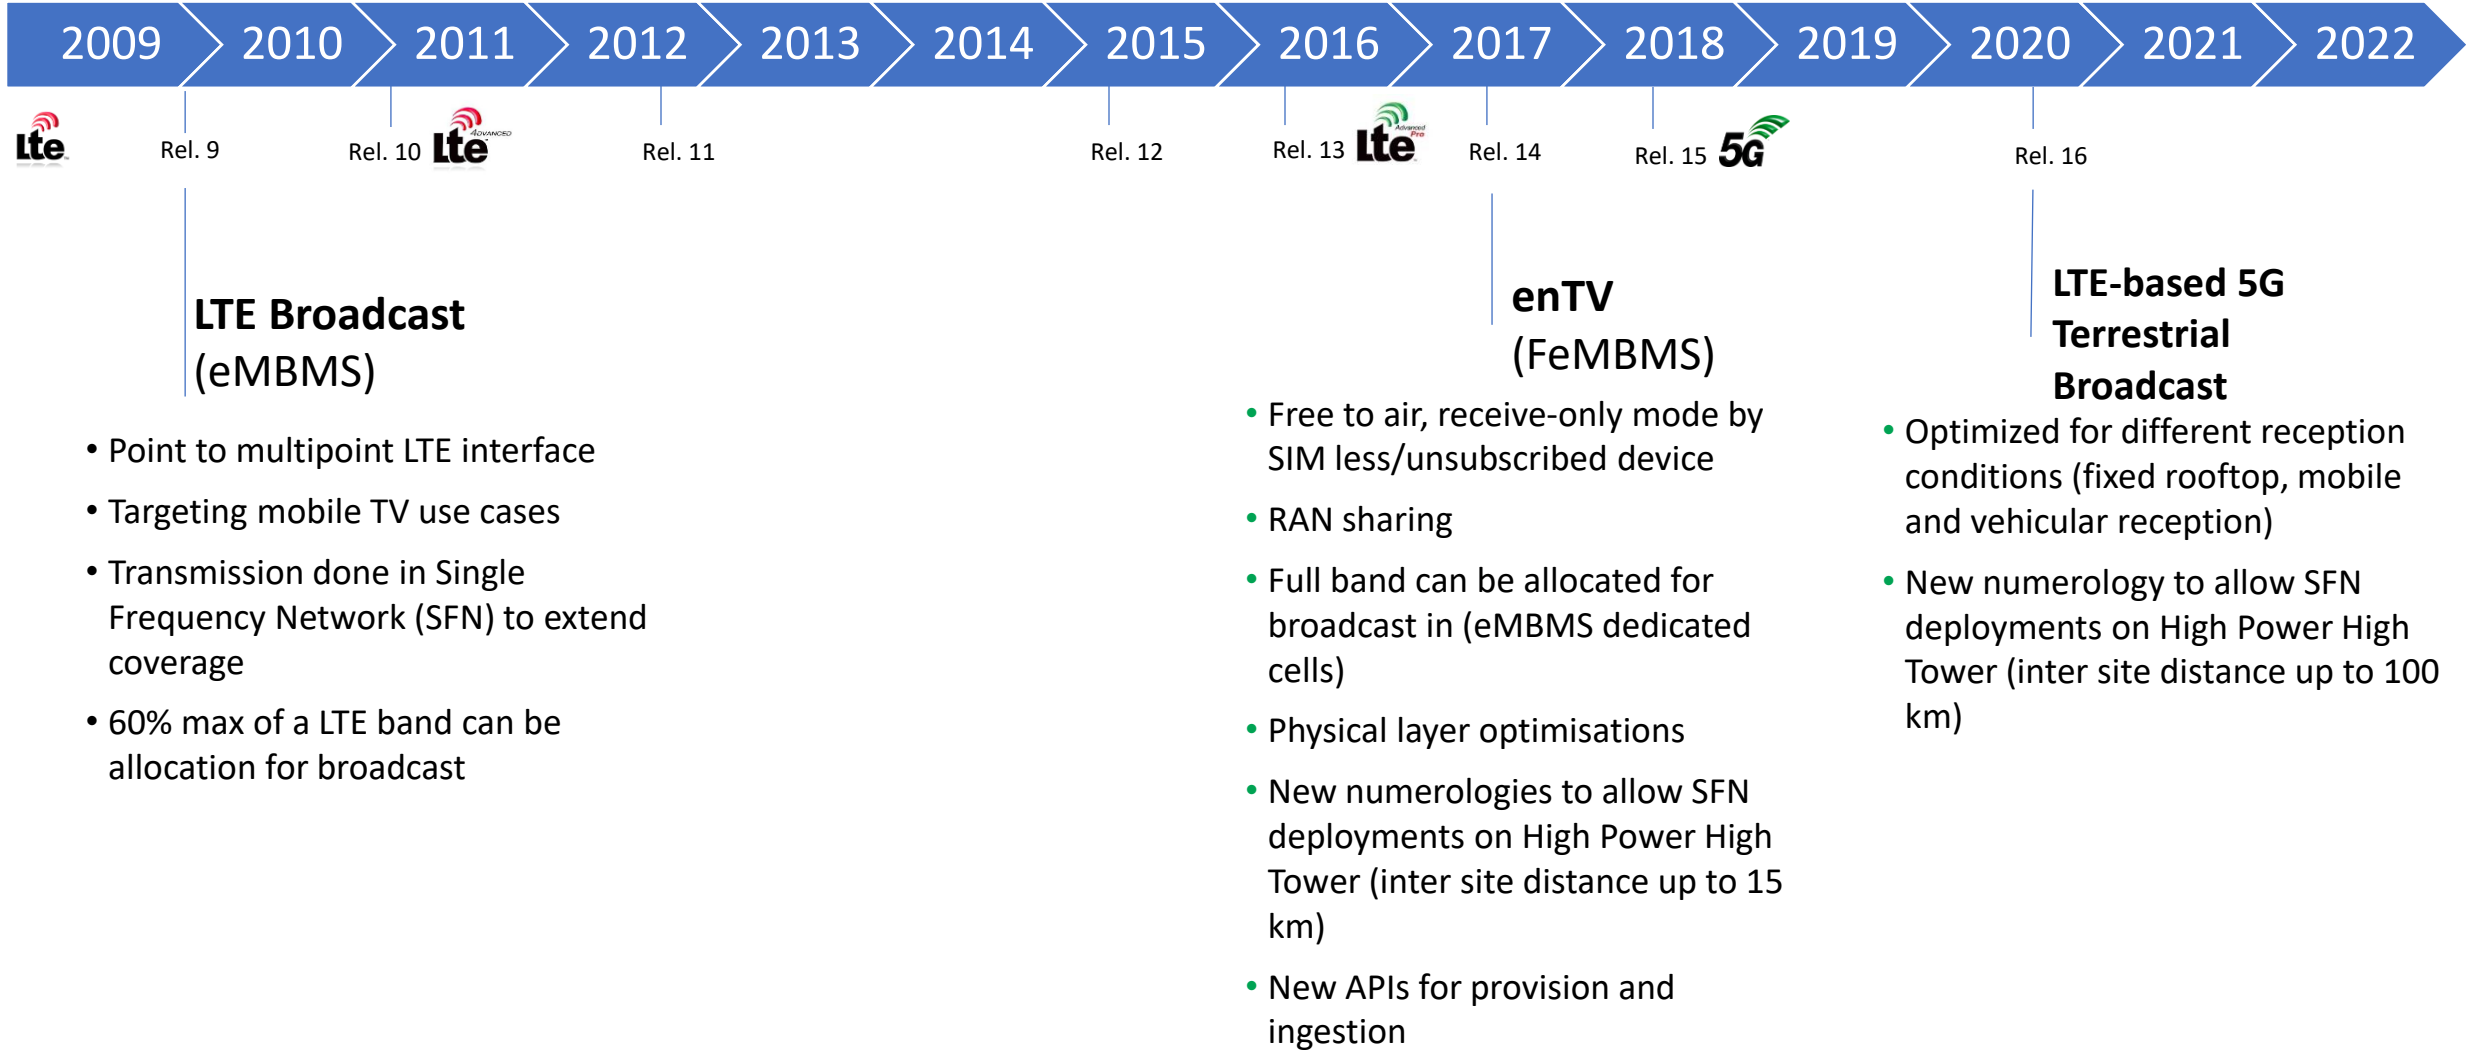 2009 2010 2011 2012 2013 2014 2015 2016 2017 2018 2019 2020 2021 2022
Lte
Rel. 9
Rel. 10
Lte ADVANCED
Rel. 11
Rel. 12
Rel. 13
Lte Advanced Pro
Rel. 14
Rel. 15
5G
Rel. 16
LTE Broadcast
(eMBMS)
• Point to multipoint LTE interface
• Targeting mobile TV use cases
• Transmission done in Single
Frequency Network (SFN) to extend
coverage
• 60% max of a LTE band can be
allocation for broadcast
enTV
(FeMBMS)
• Free to air, receive-only mode by
SIM less/unsubscribed device
• RAN sharing
• Full band can be allocated for
broadcast in (eMBMS dedicated
cells)
• Physical layer optimisations
• New numerologies to allow SFN
deployments on High Power High
Tower (inter site distance up to 15
km)
• New APIs for provision and
ingestion
LTE-based 5G
Terrestrial
Broadcast
• Optimized for different reception
conditions (fixed rooftop, mobile
and vehicular reception)
• New numerology to allow SFN
deployments on High Power High
Tower (inter site distance up to 100
km)